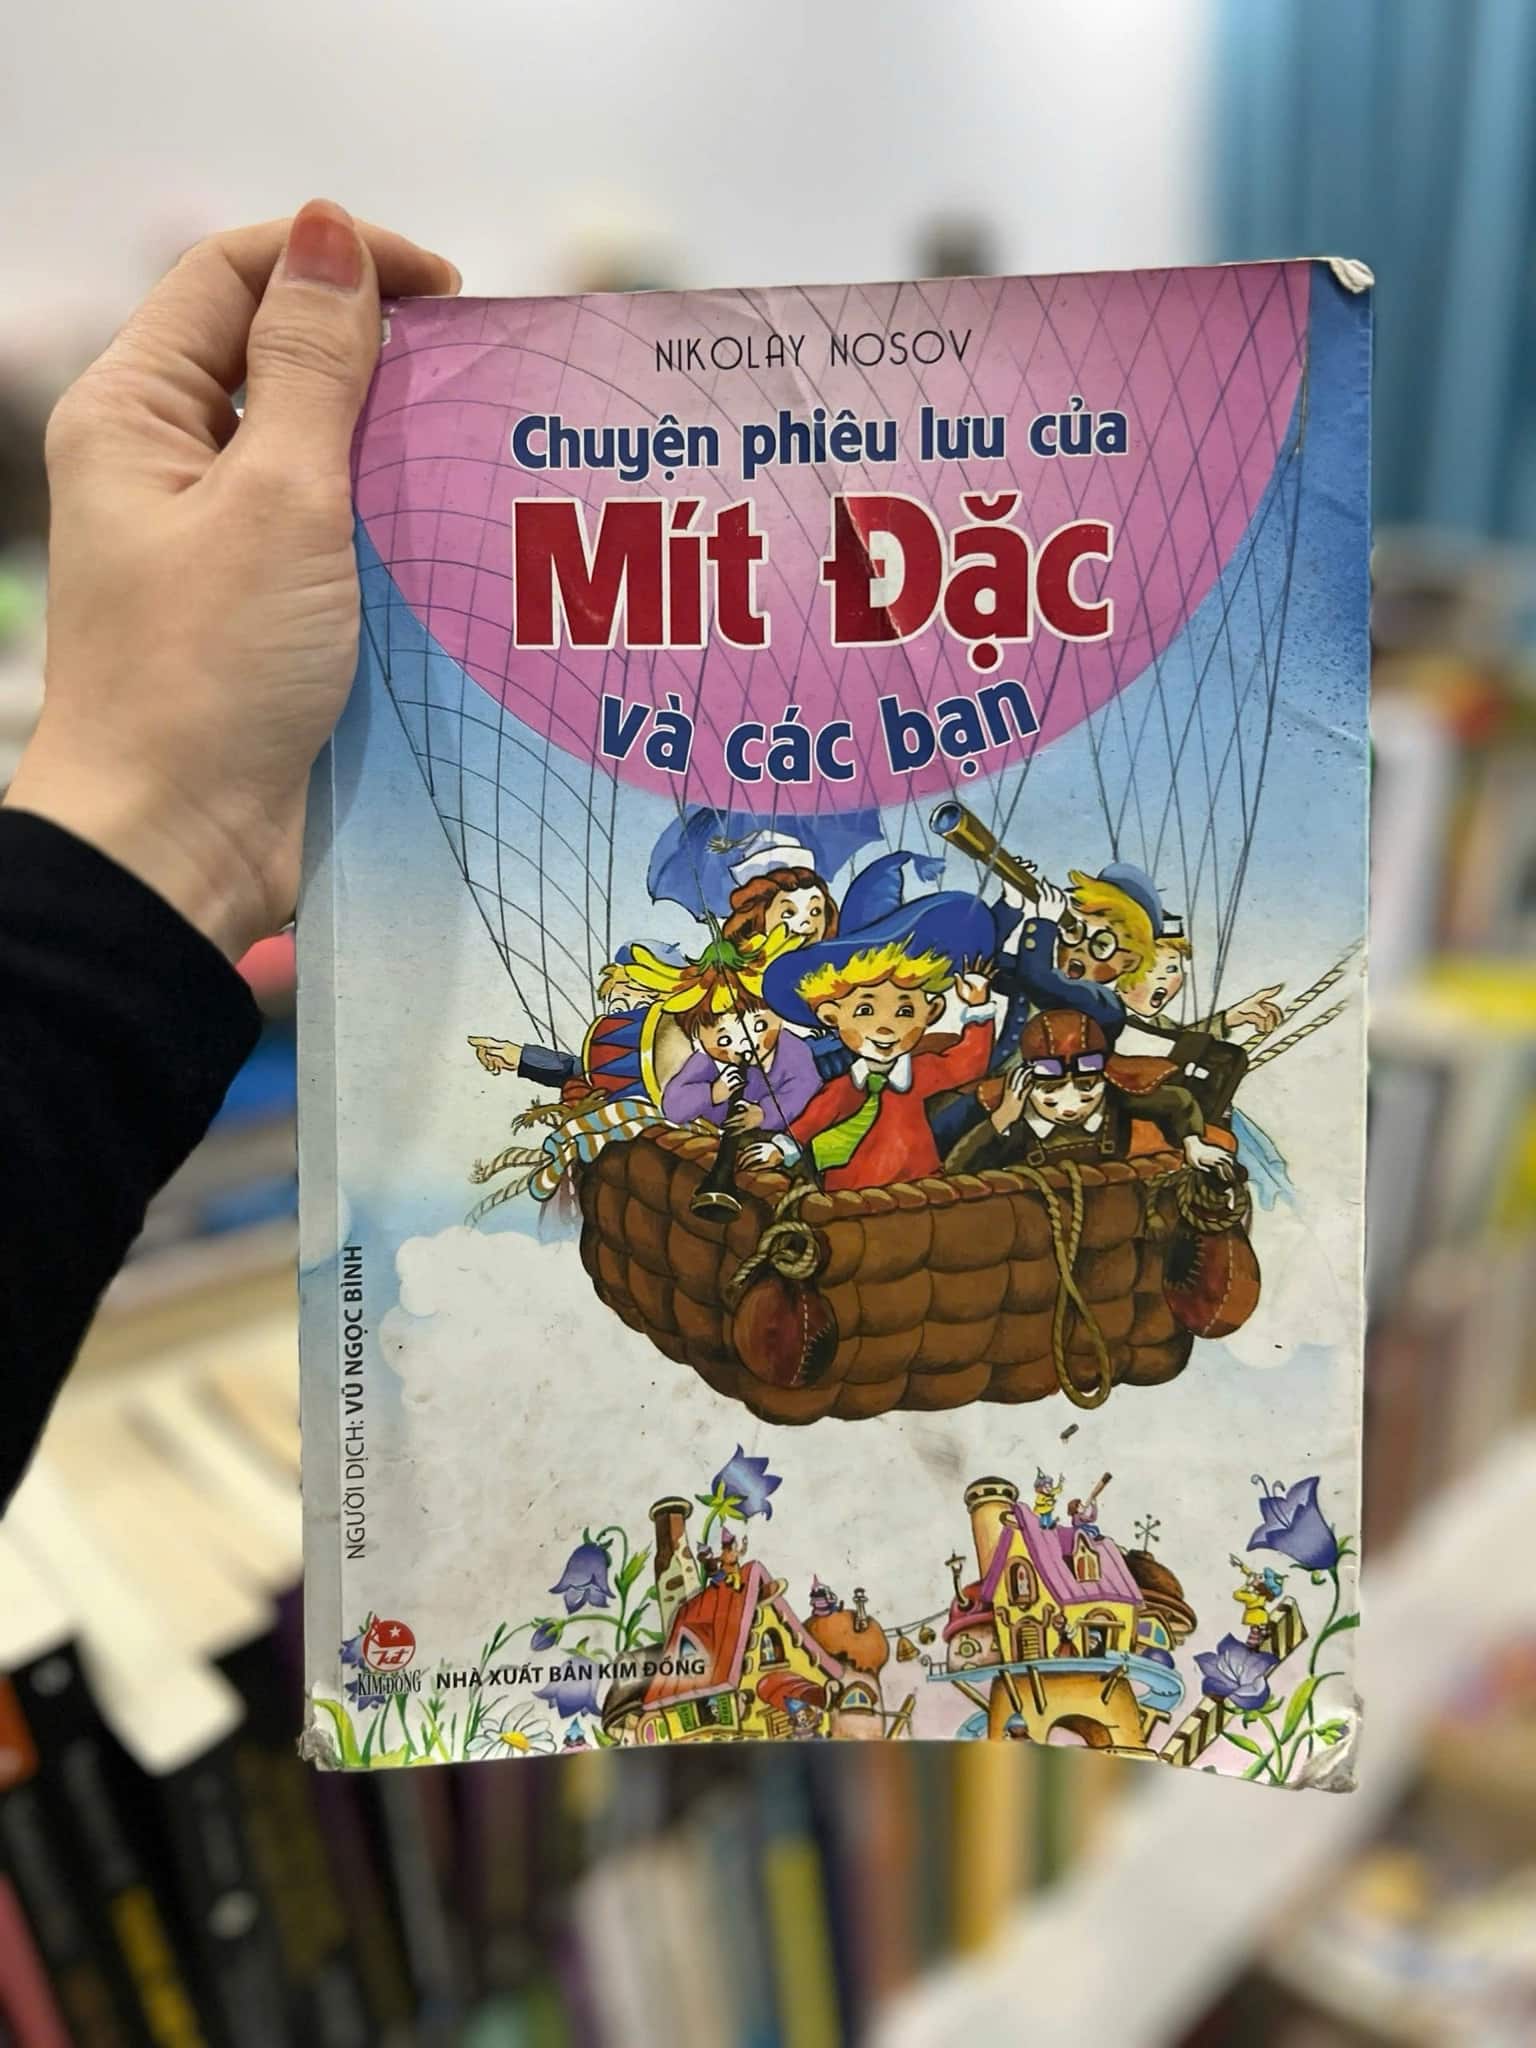 NIKOLAY NOSOV
Chuyện phiêu lưu của
Mít Đặc
và các bạn
NGƯỜI DỊCH: VŨ NGỌC BÌNH
KIM ĐỒNG
NHÀ XUẤT BẢN KIM ĐỒNG